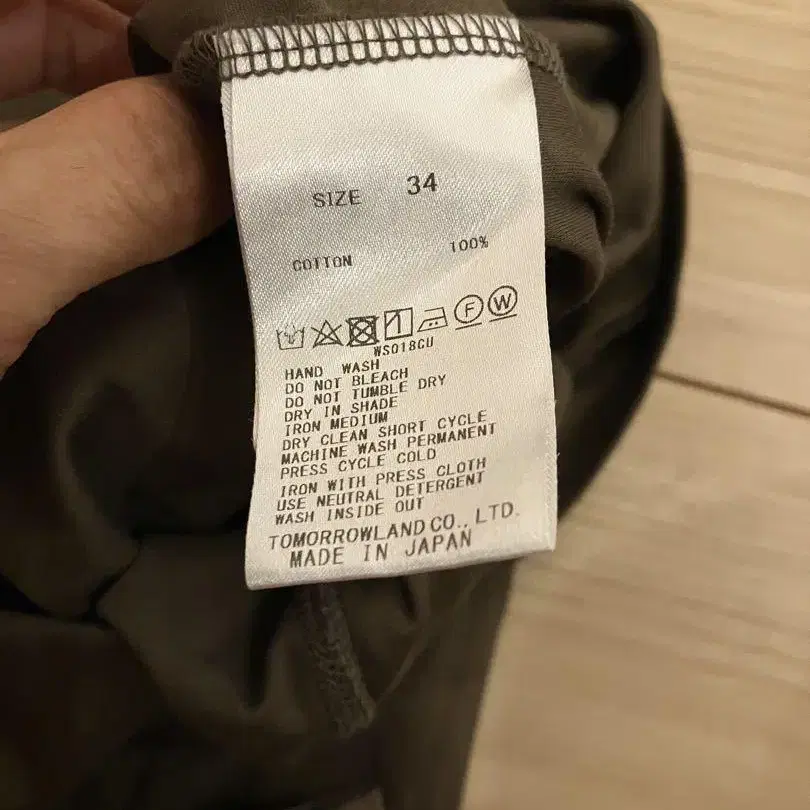 SIZE 34
COTTON 100%
F W
WS018CU
HAND WASH
DO NOT BLEACH
DO NOT TUMBLE DRY
DRY IN SHADE
IRON MEDIUM
DRY CLEAN SHORT CYCLE
MACHINE WASH PERMANENT
PRESS CYCLE COLD
IRON WITH PRESS CLOTH
USE NEUTRAL DETERGENT
WASH INSIDE OUT
TOMORROWLAND CO., LTD.
MADE IN JAPAN